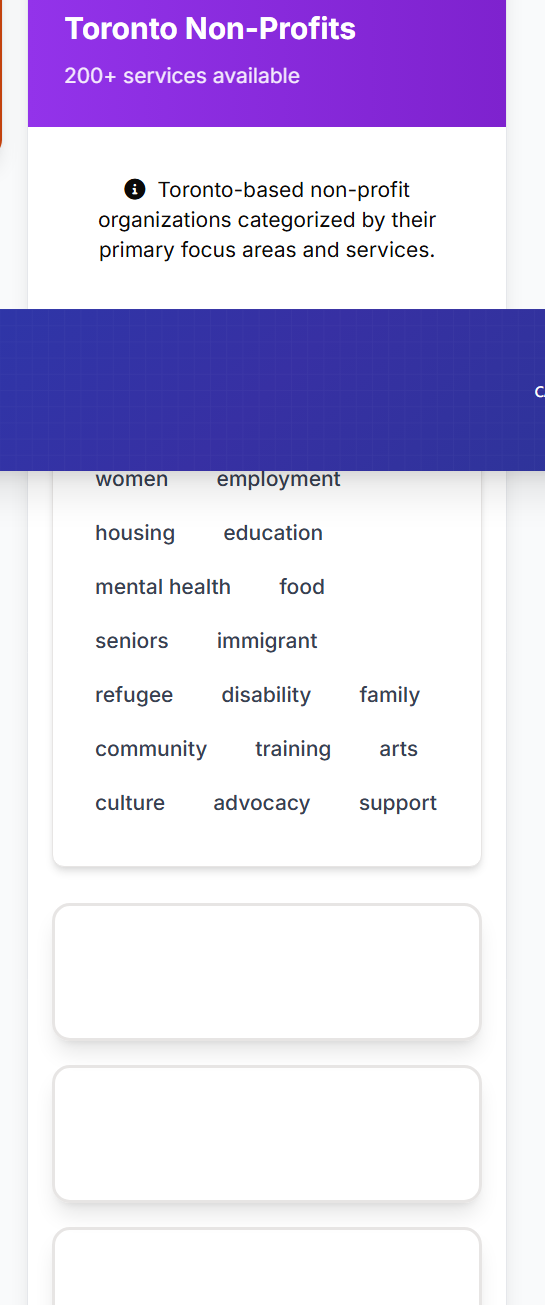 Toronto Non-Profits
200+ services available
Toronto-based non-profit
organizations categorized by their
primary focus areas and services.
women employment
housing education
mental health food
seniors immigrant
refugee disability family
community training arts
culture advocacy support